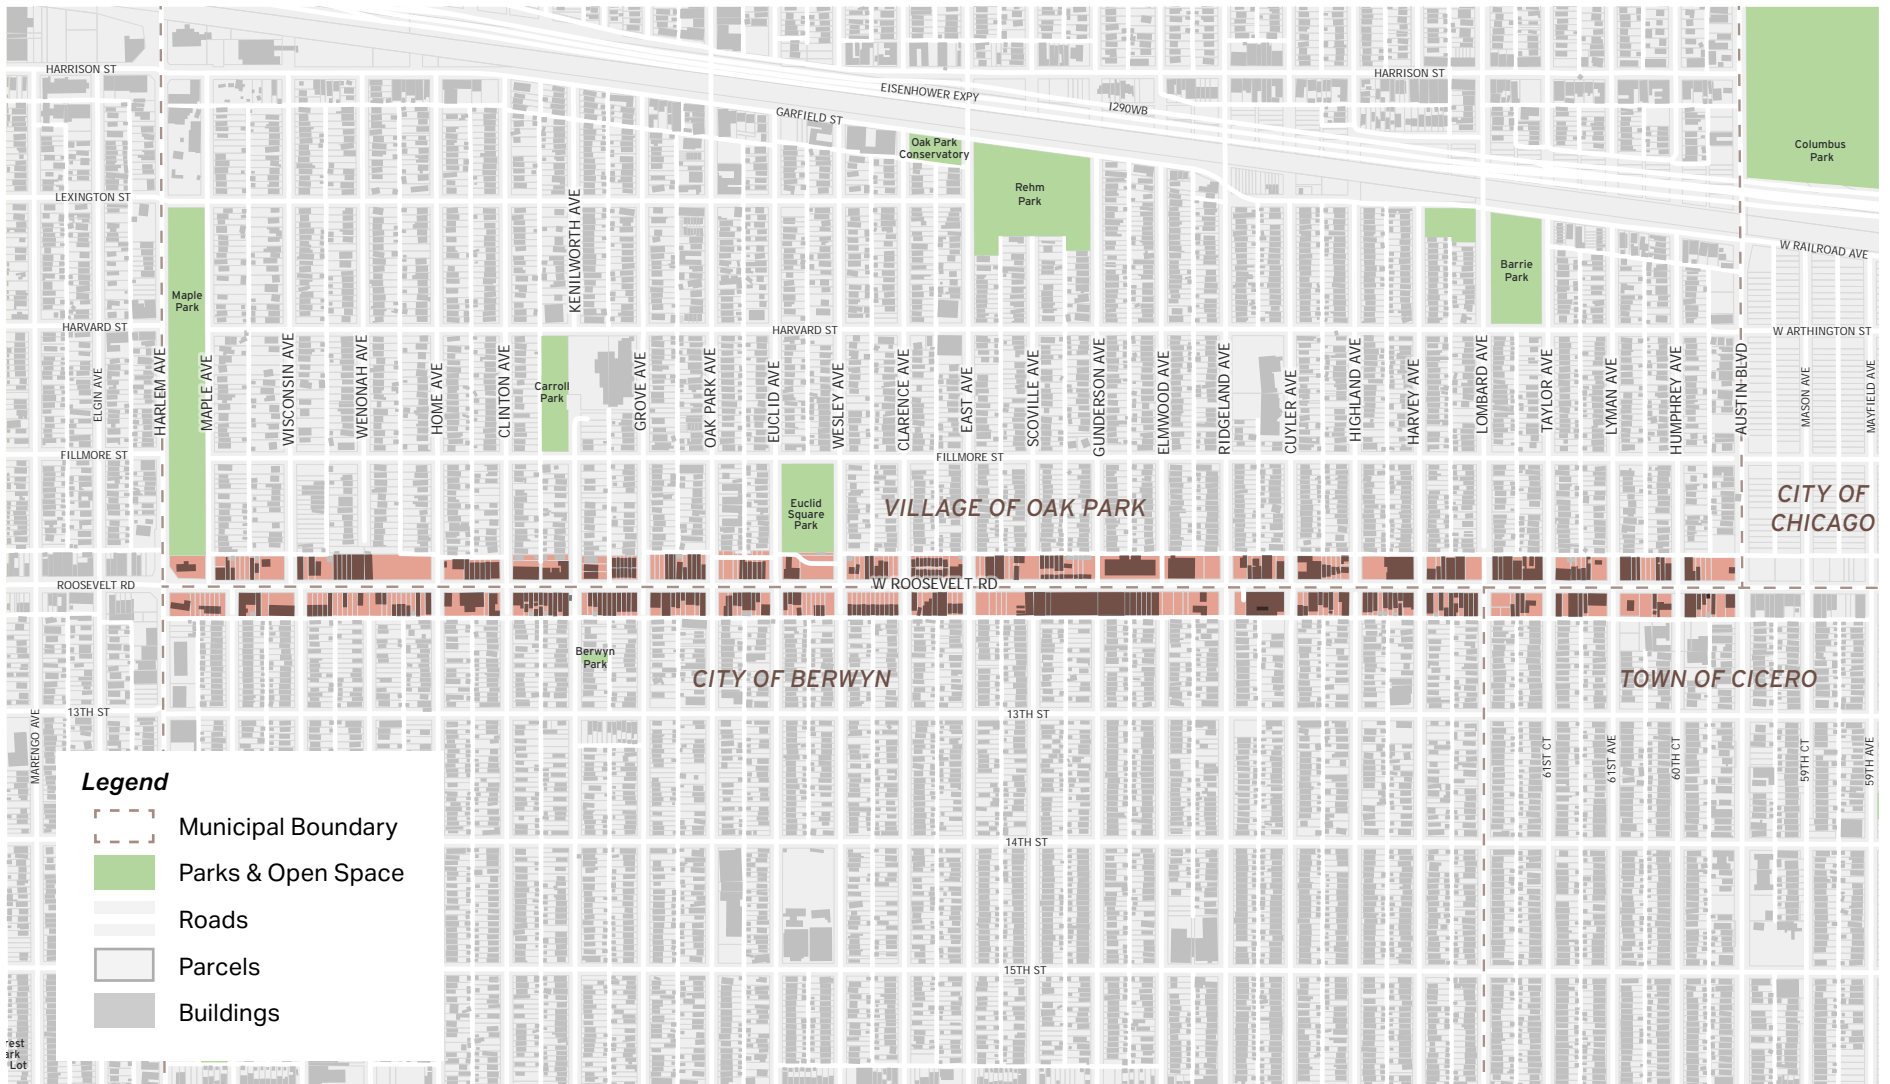 HARRISON ST
HARRISON ST
EISENHOWER EXPY
I290WB
GARFIELD ST
Oak Park
Conservatory
Columbus
Park
Rehm
Park
LEXINGTON ST
KENILWORTH AVE
W RAILROAD AVE
Barrie
Park
Maple
Park
HARVARD ST
HARVARD ST
W ARTHINGTON ST
ELGIN AVE
HARLEM AVE
MAPLE AVE
WISCONSIN AVE
WENONAH AVE
HOME AVE
CLINTON AVE
Carroll
Park
GROVE AVE
OAK PARK AVE
EUCLID AVE
WESLEY AVE
CLARENCE AVE
EAST AVE
SCOVILLE AVE
GUNDERSON AVE
ELMWOOD AVE
RIDGELAND AVE
CUYLER AVE
HIGHLAND AVE
HARVEY AVE
LOMBARD AVE
TAYLOR AVE
LYMAN AVE
HUMPHREY AVE
AUSTIN BLVD
MASON AVE
MAYFIELD AVE
FILLMORE ST
FILLMORE ST
Euclid
Square
Park
VILLAGE OF OAK PARK
CITY OF
CHICAGO
ROOSEVELT RD
W ROOSEVELT RD
Berwyn
Park
CITY OF BERWYN
TOWN OF CICERO
13TH ST
13TH ST
MARENGO AVE
61ST CT
61ST AVE
60TH CT
59TH CT
59TH AVE
Legend
Municipal Boundary
Parks & Open Space
Roads
Parcels
Buildings
14TH ST
15TH ST
rest
ark
Lot